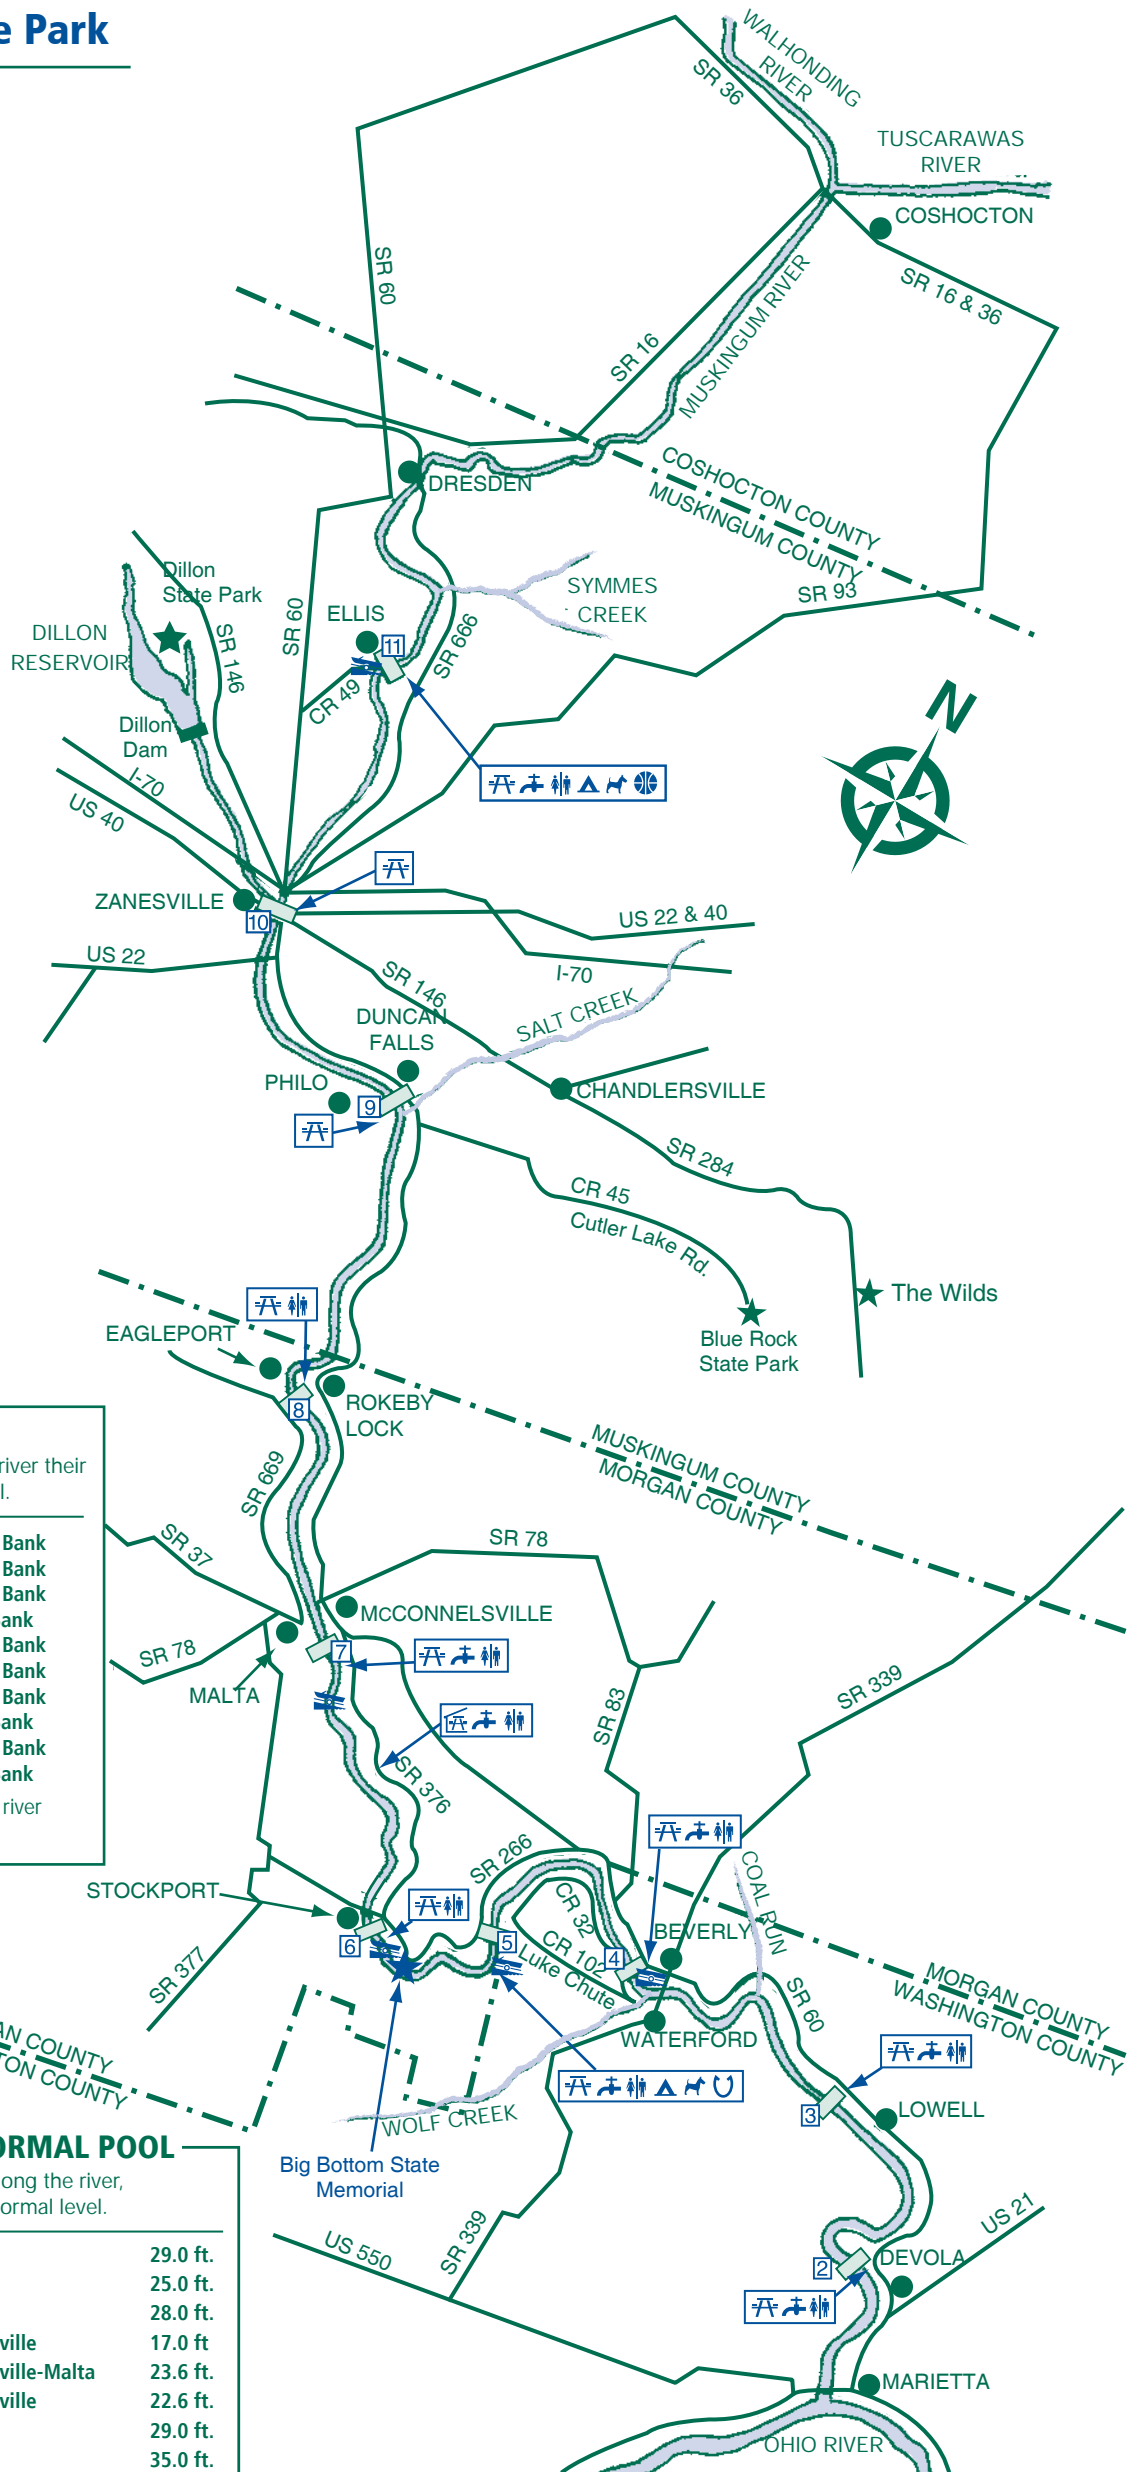 e Park
WALHONDING
RIVER
SR 36
TUSCARAWAS
RIVER
COSHOCTON
SR 60
SR 16 & 36
SR 16
MUSKINGUM RIVER
COSHOCTON COUNTY
MUSKINGUM COUNTY
DRESDEN
Dillon
State Park
SYMMES
CREEK
SR 93
ELLIS
SR 60
DILLON
RESERVOIR
SR 146
11
SR 666
CR 49
N
Dillon
Dam
I-70
US 40
ZANESVILLE
10
US 22 & 40
US 22
I-70
SR 146
SALT CREEK
DUNCAN
FALLS
PHILO
9
CHANDLERSVILLE
SR 284
CR 45
Cutler Lake Rd.
The Wilds
EAGLEPORT
Blue Rock
State Park
8
ROKEBY
LOCK
MUSKINGUM COUNTY
MORGAN COUNTY
river their
l.
SR 669
Bank
Bank
Bank
ank
Bank
Bank
Bank
ank
Bank
ank
river
SR 37
SR 78
McCONNELSVILLE
SR 78
7
MALTA
SR 83
SR 339
SR 376
STOCKPORT
SR 266
COAL RUN
CR 32
6
5
CR 102
Luke Chute
4
BEVERLY
SR 377
SR 60
MORGAN COUNTY
WASHINGTON COUNTY
WATERFORD
AN COUNTY
TON COUNTY
WOLF CREEK
3
LOWELL
Big Bottom State
Memorial
ORMAL POOL
ong the river,
ormal level.
29.0 ft.
25.0 ft.
28.0 ft.
ville 17.0 ft
ville-Malta 23.6 ft.
ville 22.6 ft.
29.0 ft.
35.0 ft.
US 550
SR 339
US 21
2
DEVOLA
MARIETTA
OHIO RIVER